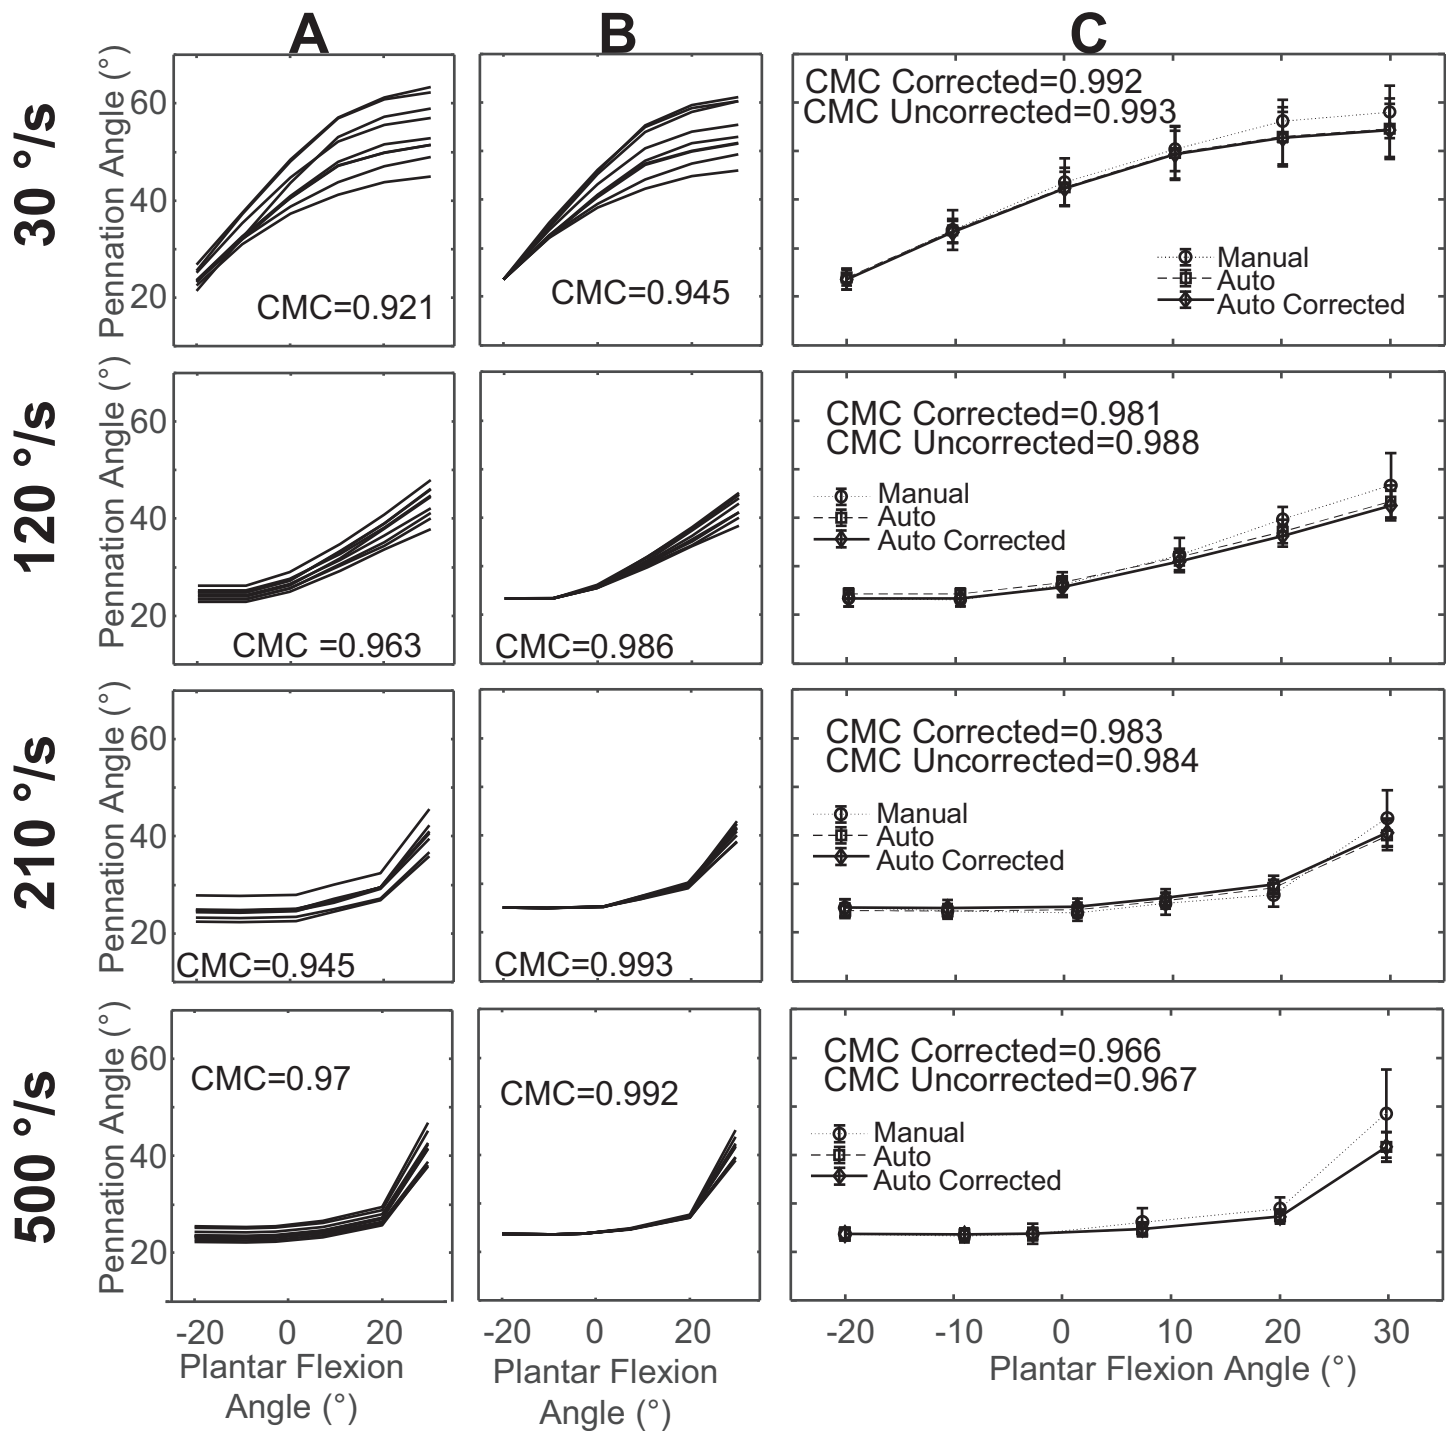 A
B
C
30 °/s
Pennation Angle (°)
60
40
20
CMC=0.921
CMC=0.945
CMC Corrected=0.992
CMC Uncorrected=0.993
Manual
Auto
Auto Corrected
120 °/s
Pennation Angle (°)
60
40
20
CMC =0.963
CMC=0.986
CMC Corrected=0.981
CMC Uncorrected=0.988
Manual
Auto
Auto Corrected
210 °/s
Pennation Angle (°)
60
40
20
CMC=0.945
CMC=0.993
CMC Corrected=0.983
CMC Uncorrected=0.984
Manual
Auto
Auto Corrected
500 °/s
Pennation Angle (°)
60
40
20
CMC=0.97
CMC=0.992
CMC Corrected=0.966
CMC Uncorrected=0.967
Manual
Auto
Auto Corrected
-20 0 20
Plantar Flexion
Angle (°)
-20 0 20
Plantar Flexion
Angle (°)
-20 -10 0 10 20 30
Plantar Flexion Angle (°)